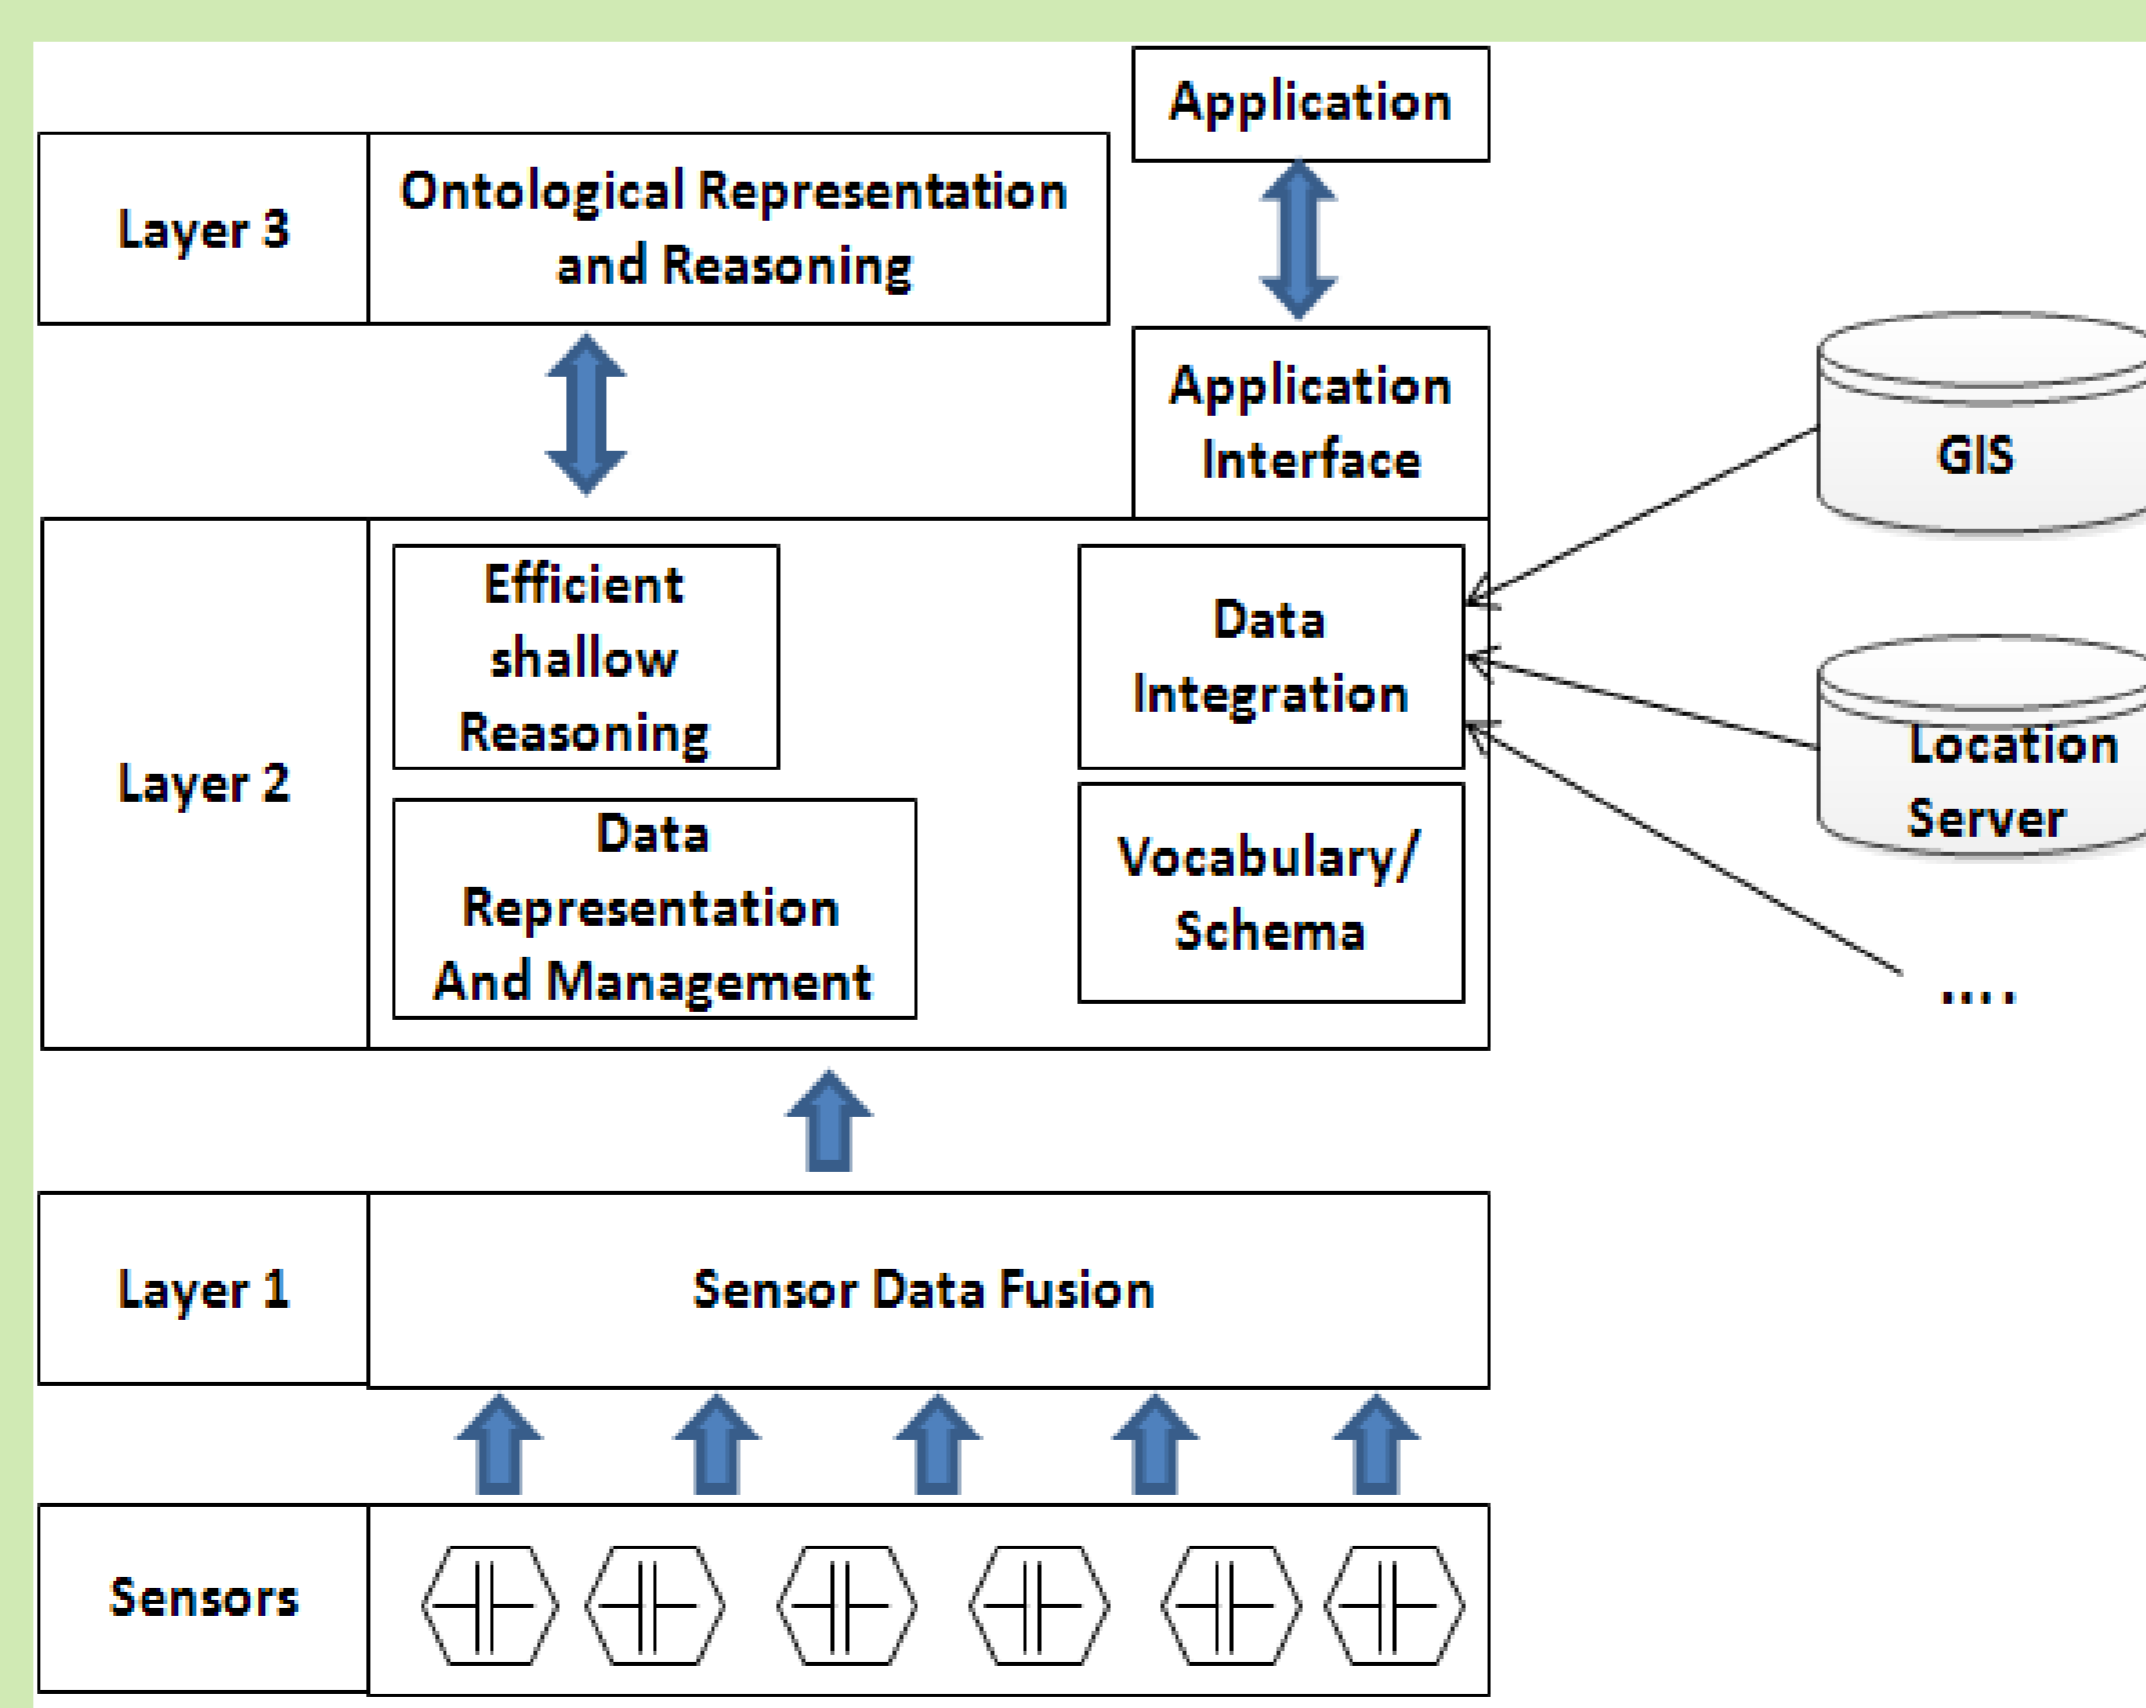 Application
Layer 3
Ontological Representation
and Reasoning
Application
Interface
GIS
Layer 2
Efficient
shallow
Reasoning
Data
Integration
Location
Server
Data
Representation
And Management
Vocabulary/
Schema
....
Layer 1
Sensor Data Fusion
Sensors